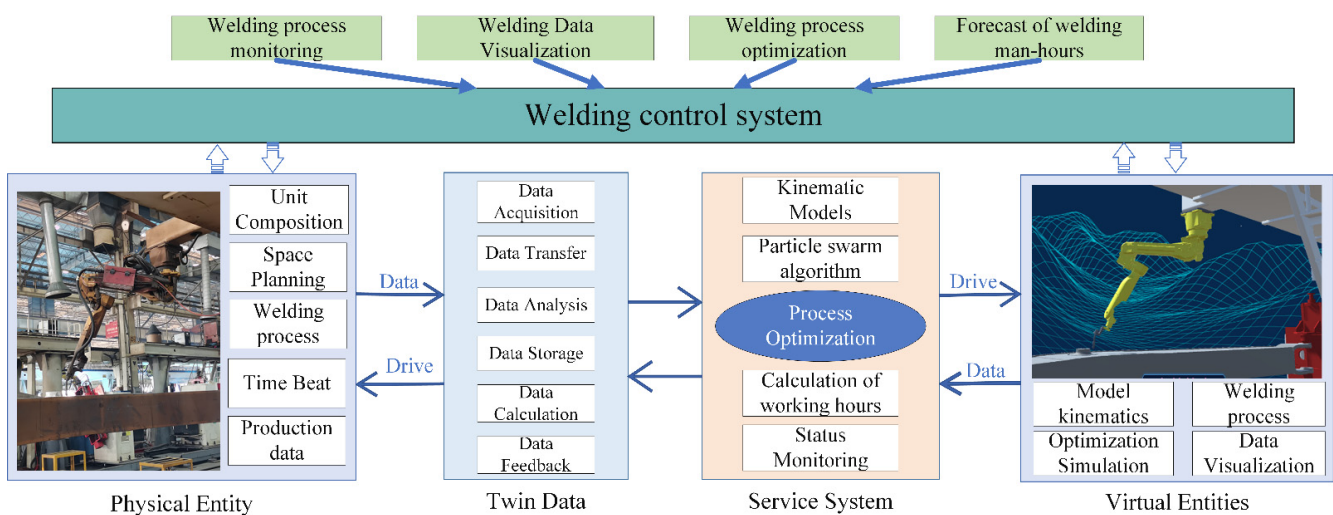 Welding process
monitoring
Welding Data
Visualization
Welding process
optimization
Forecast of welding
man-hours
Welding control system
Unit
Composition
Space
Planning
Welding
process
Time Beat
Production
data
Physical Entity
Data
Drive
Data
Acquisition
Data Transfer
Data Analysis
Data Storage
Data
Calculation
Data
Feedback
Twin Data
Kinematic
Models
Particle swarm
algorithm
Process
Optimization
Calculation of
working hours
Status
Monitoring
Service System
Drive
Data
Model
kinematics
Welding
process
Optimization
Simulation
Data
Visualization
Virtual Entities